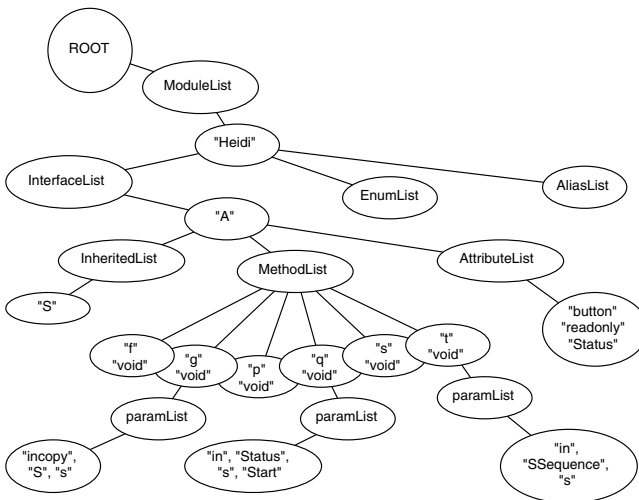 ROOT
ModuleList
"Heidi"
InterfaceList
EnumList
AliasList
"A"
InheritedList
MethodList
AttributeList
"S"
"button"
"readonly"
"Status"
"f"
"void"
"g"
"void"
"p"
"void"
"q"
"void"
"s"
"void"
"t"
"void"
paramList
paramList
paramList
"incopy",
"S", "s"
"in", "Status",
"s", "Start"
"in",
"SSequence",
"s"